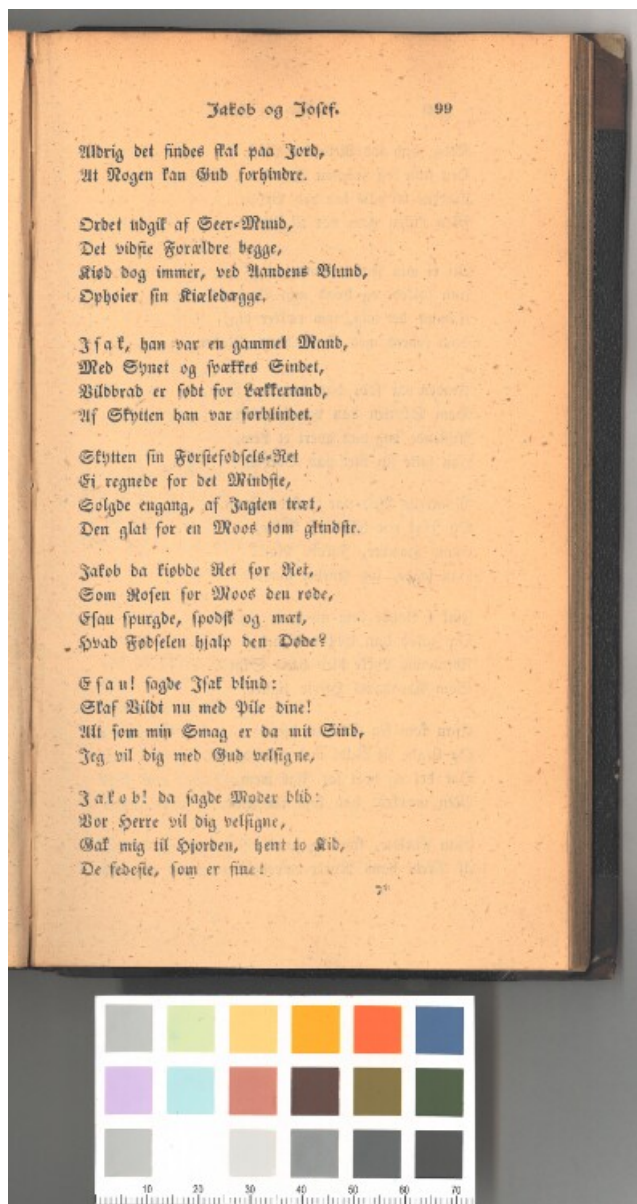 Jakob og Josef. 99
Aldrig det findes skal paa Jord,
At Nogen kan Gud forhindre.
Ordet udgik af Seer-Mund,
Det vidste Forældre begge,
Kiød dog immer, ved Aandens Blund,
Ophøier sin Kiæledægge.
Isak, han var en gammel Mand,
Med Synet og svækkes Sindet,
Vildbrad er sødt for Lækkertand,
Af Skytten han var forblindet.
Skytten sin Førstefødsels-Ret
Ei regnede for det Mindste,
Solgde engang, af Jagten træt,
Den glat for en Moos som glindste.
Jakob da kiøbde Ret for Ret,
Som Rosen for Moos den røde,
Esau spurgde, spodsk og mæt,
Hvad Fødselen hjalp den Døde?
Esau! sagde Isak blind:
Skaf Vildt nu med Pile dine!
Alt som min Smag er da mit Sind,
Jeg vil dig med Gud velsigne,
Jakob! da sagde Moder blid:
Vor Herre vil dig velsigne,
Gak mig til Hjorden, hent to Kid,
De fedeste, som er fine!
7*
10 20 30 40 50 60 70